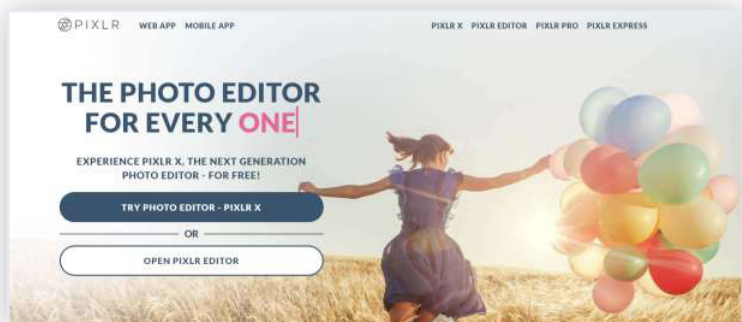 PIXLR WEB APP MOBILE APP PIXLR X PIXLR EDITOR PIXLR PRO PIXLR EXPRESS
THE PHOTO EDITOR
FOR EVERY ONE
EXPERIENCE PIXLR X, THE NEXT GENERATION
PHOTO EDITOR - FOR FREE!
TRY PHOTO EDITOR - PIXLR X
OR
OPEN PIXLR EDITOR